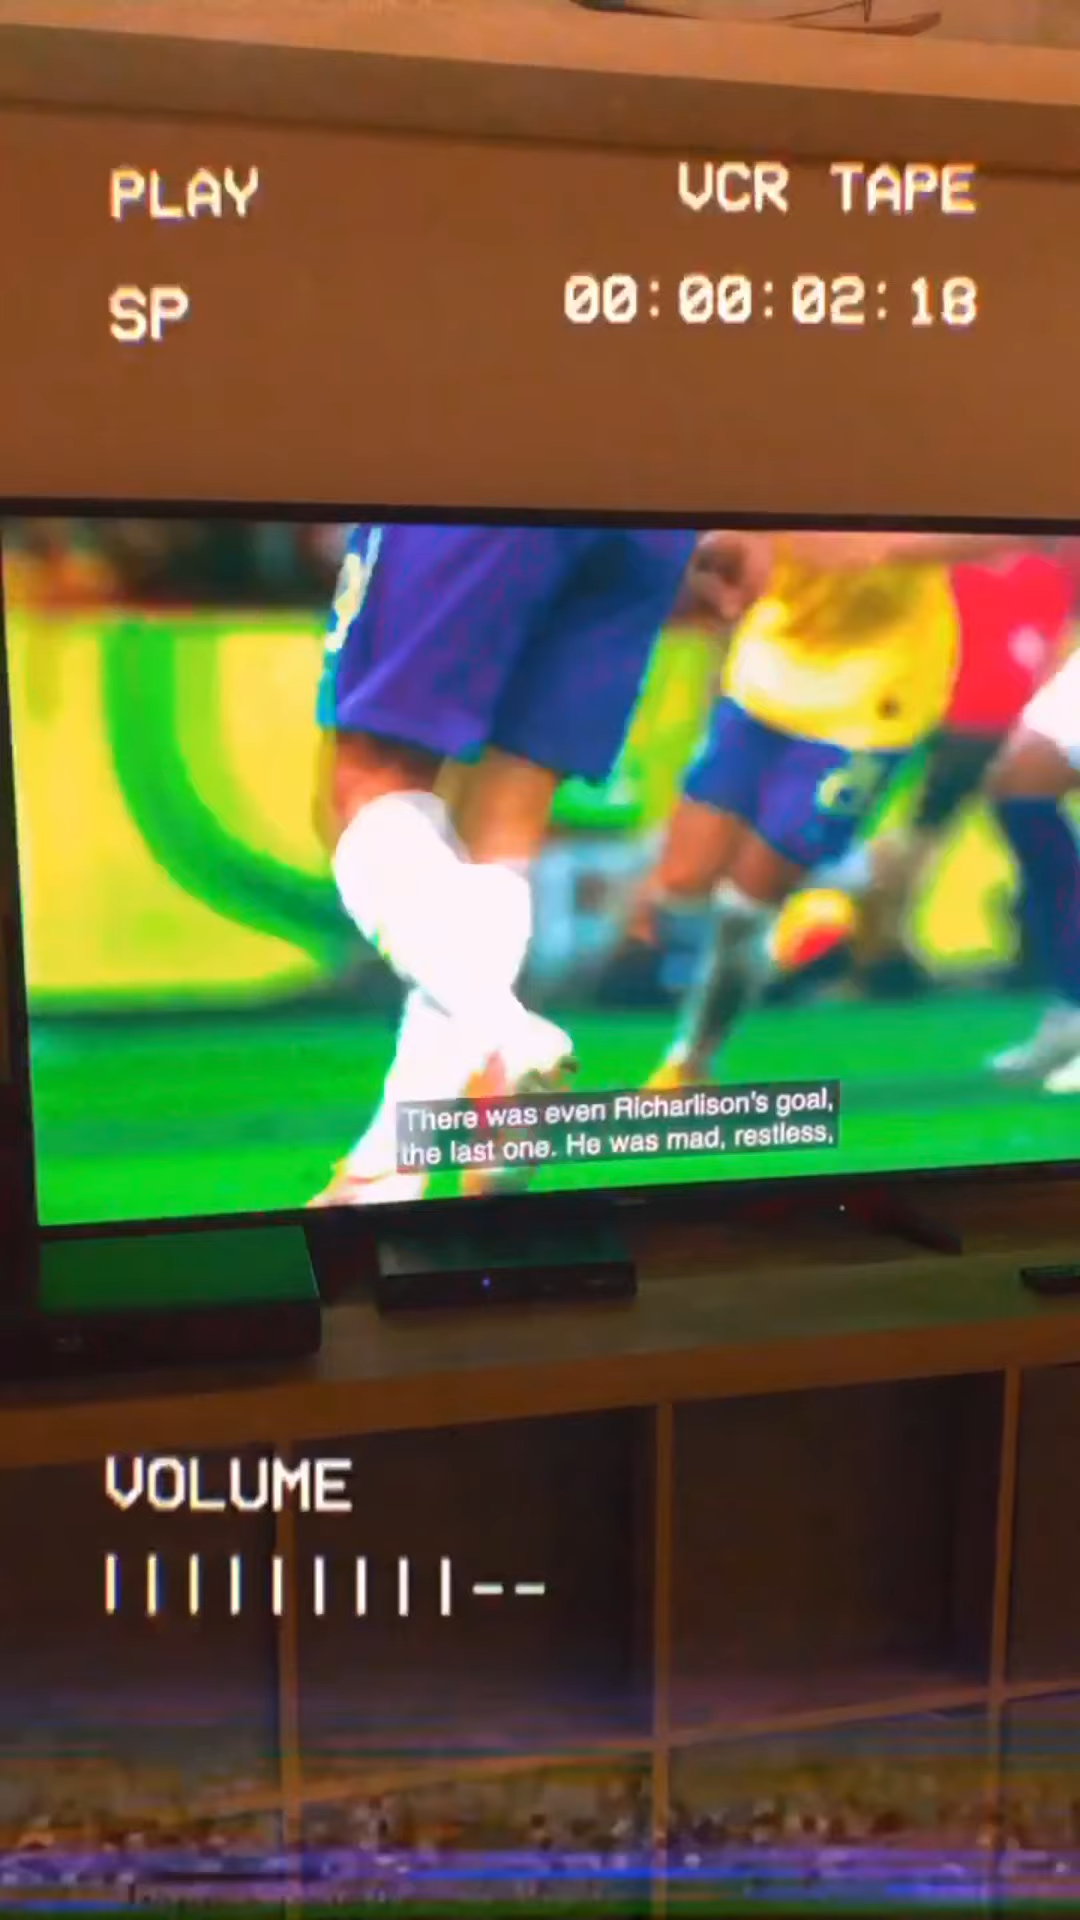 PLAY
VCR TAPE
SP
00:00:02:18
There was even Richarlison's goal,
the last one. He was mad, restless,
VOLUME